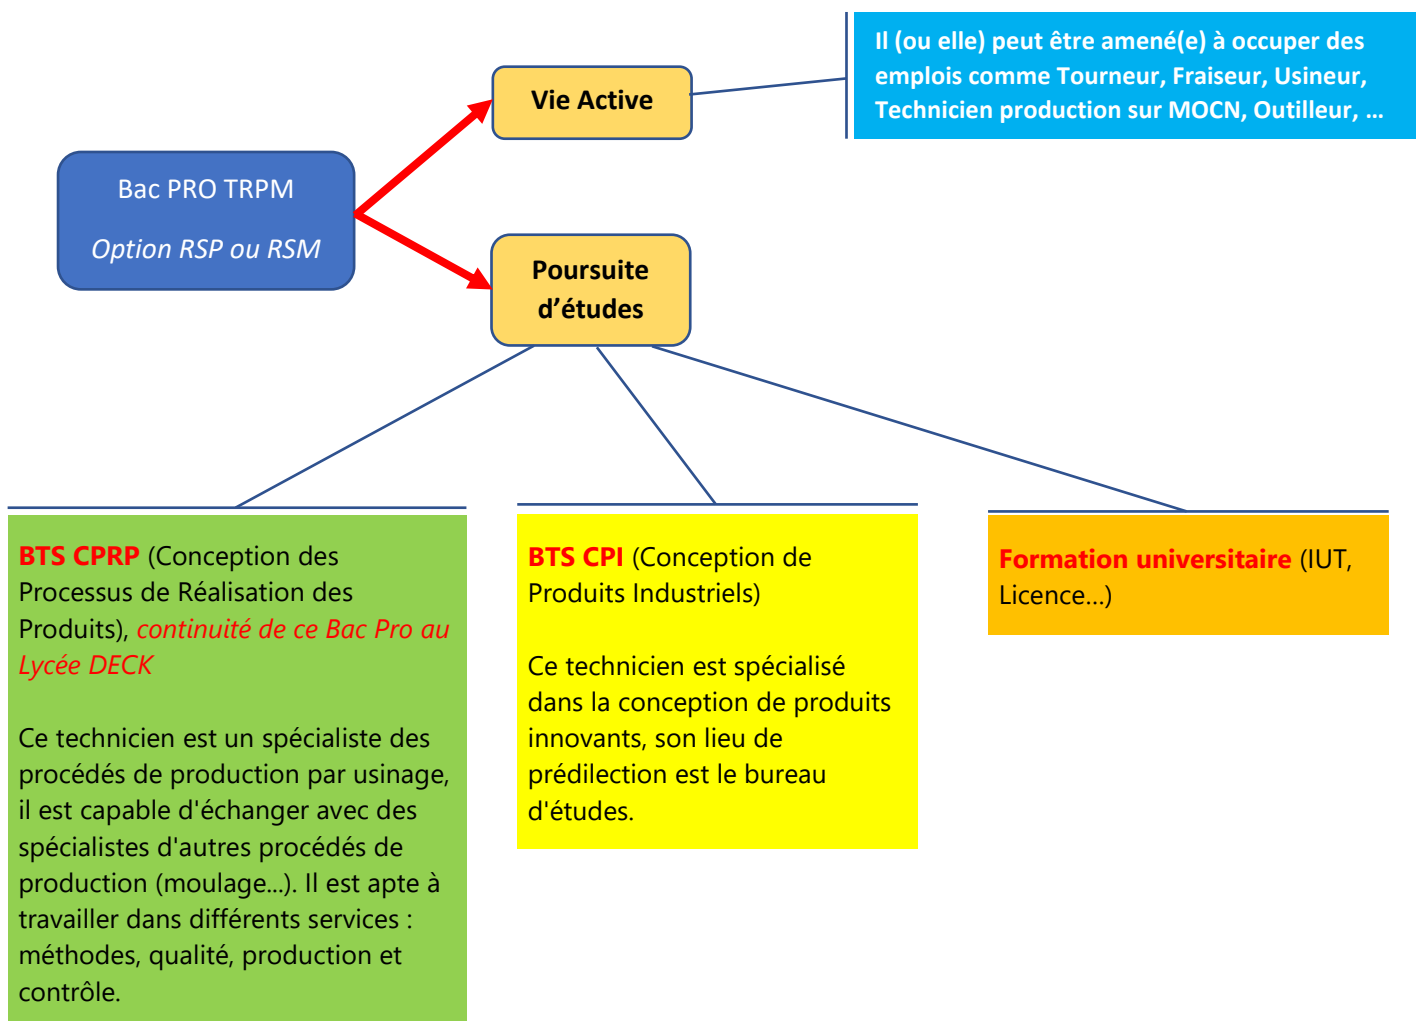 Il (ou elle) peut être amené(e) à occuper des
emplois comme Tourneur, Fraiseur, Usineur,
Technicien production sur MOCN, Outilleur, ...
Vie Active
Bac PRO TRPM
Option RSP ou RSM
Poursuite
d’études
BTS CPRP (Conception des
Processus de Réalisation des
Produits), continuité de ce Bac Pro au
Lycée DECK
Ce technicien est un spécialiste des
procédés de production par usinage,
il est capable d'échanger avec des
spécialistes d'autres procédés de
production (moulage...). Il est apte à
travailler dans différents services :
méthodes, qualité, production et
contrôle.
BTS CPI (Conception de
Produits Industriels)
Ce technicien est spécialisé
dans la conception de produits
innovants, son lieu de
prédilection est le bureau
d'études.
Formation universitaire (IUT,
Licence...)